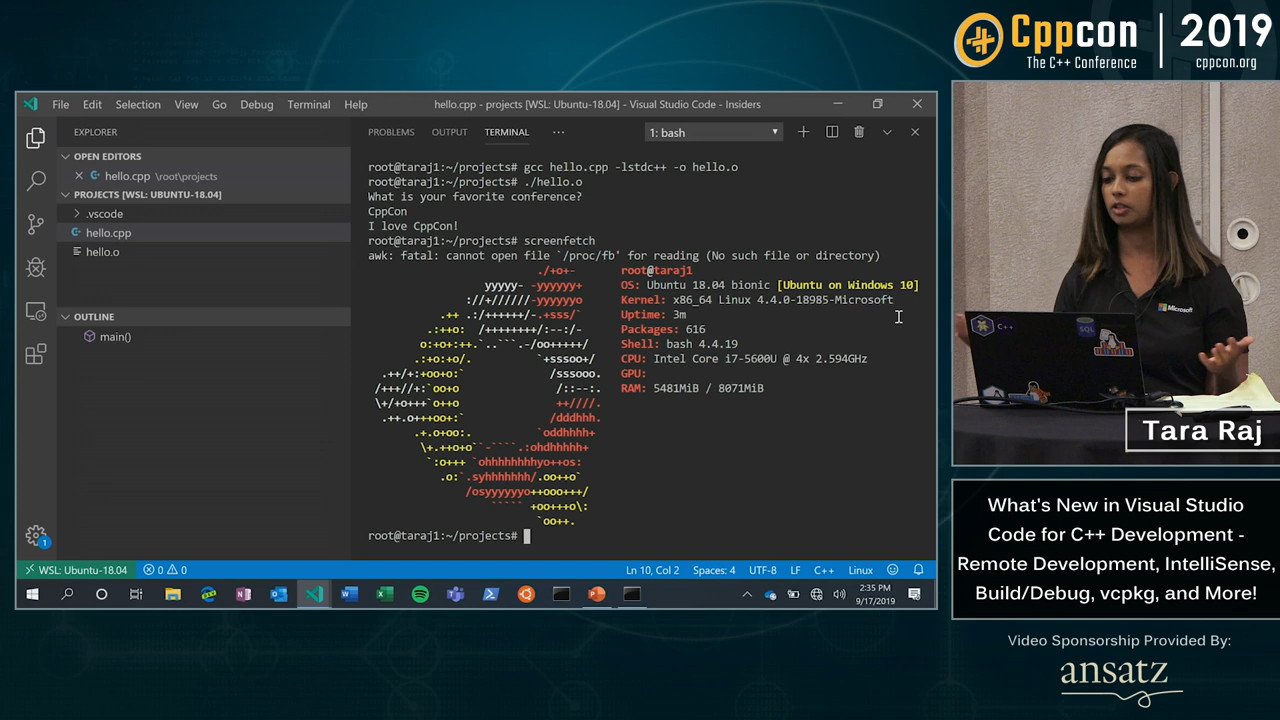 Cppcon | 2019
The C++ Conference
cppcon.org
File Edit Selection View Go Debug Terminal Help
hello.cpp - projects [WSL: Ubuntu-18.04] - Visual Studio Code - Insiders
EXPLORER
OPEN EDITORS
hello.cpp \root\projects
PROJECTS [WSL: UBUNTU-18.04]
.vscode
hello.cpp
hello.o
OUTLINE
main()
PROBLEMS OUTPUT TERMINAL ... 1: bash
root@taraj1:~/projects# gcc hello.cpp -lstdc++ -o hello.o
root@taraj1:~/projects# ./hello.o
What is your favorite conference?
CppCon
I love CppCon!
root@taraj1:~/projects# screenfetch
awk: fatal: cannot open file `/proc/fb' for reading (No such file or directory)
root@taraj1
OS: Ubuntu 18.04 bionic [Ubuntu on Windows 10]
Kernel: x86_64 Linux 4.4.0-18985-Microsoft
Uptime: 3m
Packages: 616
Shell: bash 4.4.19
CPU: Intel Core i7-5600U @ 4x 2.594GHz
GPU:
RAM: 5481MiB / 8071MiB
root@taraj1:~/projects#
1
WSL: Ubuntu-18.04 0 0 Ln 10, Col 2 Spaces: 4 UTF-8 LF C++ Linux
2:35 PM
9/17/2019
Microsoft
C++
SQL
Tara Raj
What's New in Visual Studio
Code for C++ Development -
Remote Development, IntelliSense,
Build/Debug, vcpkg, and More!
Video Sponsorship Provided By:
ansatz